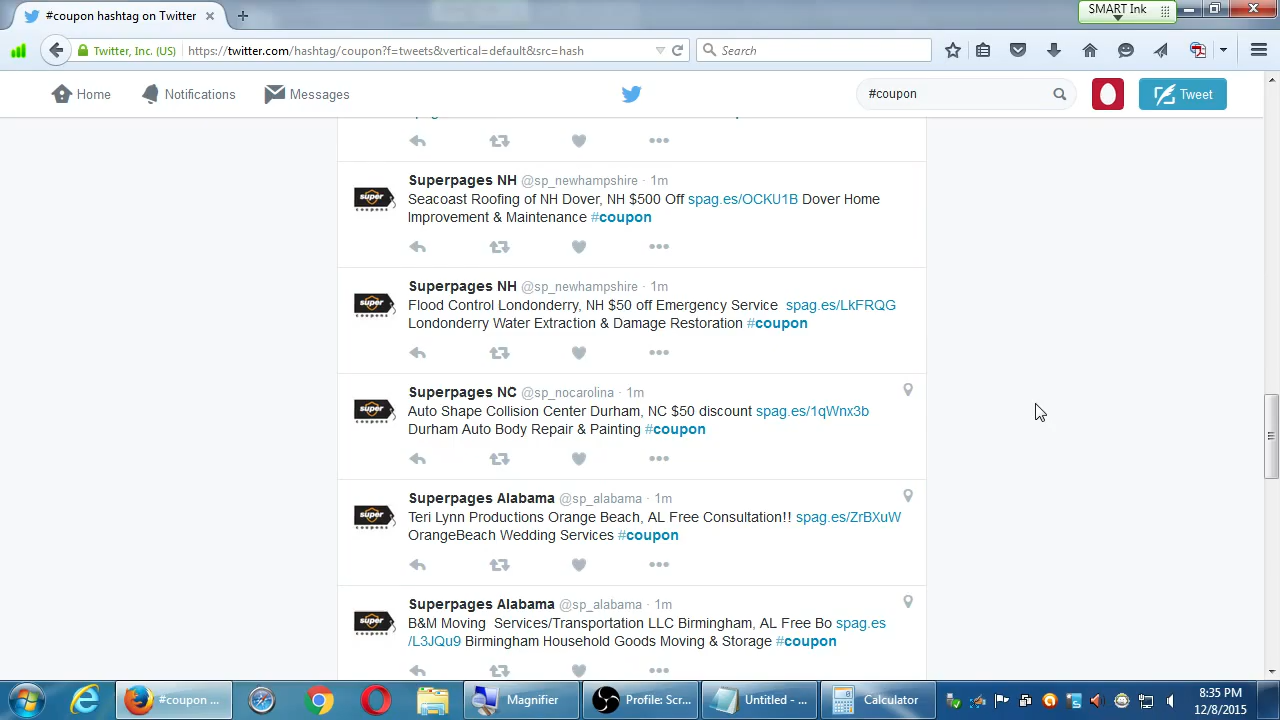 #coupon hashtag on Twitter
SMART Ink
Twitter, Inc. (US)
https://twitter.com/hashtag/coupon?f=tweets&vertical=default&src=hash
Search
Home
Notifications
Messages
#coupon
Tweet
Superpages NH @sp_newhampshire · 1m
Seacoast Roofing of NH Dover, NH $500 Off spag.es/OCKU1B Dover Home
Improvement & Maintenance #coupon
Superpages NH @sp_newhampshire · 1m
Flood Control Londonderry, NH $50 off Emergency Service spag.es/LkFRQG
Londonderry Water Extraction & Damage Restoration #coupon
Superpages NC @sp_nocarolina · 1m
Auto Shape Collision Center Durham, NC $50 discount spag.es/1qWnx3b
Durham Auto Body Repair & Painting #coupon
Superpages Alabama @sp_alabama · 1m
Teri Lynn Productions Orange Beach, AL Free Consultation!! spag.es/ZrBXuW
OrangeBeach Wedding Services #coupon
Superpages Alabama @sp_alabama · 1m
B&M Moving Services/Transportation LLC Birmingham, AL Free Bo spag.es
/L3JQu9 Birmingham Household Goods Moving & Storage #coupon
super
super
super
super
super
#coupon ...
Magnifier
Profile: Scr...
Untitled - ...
Calculator
8:35 PM
12/8/2015